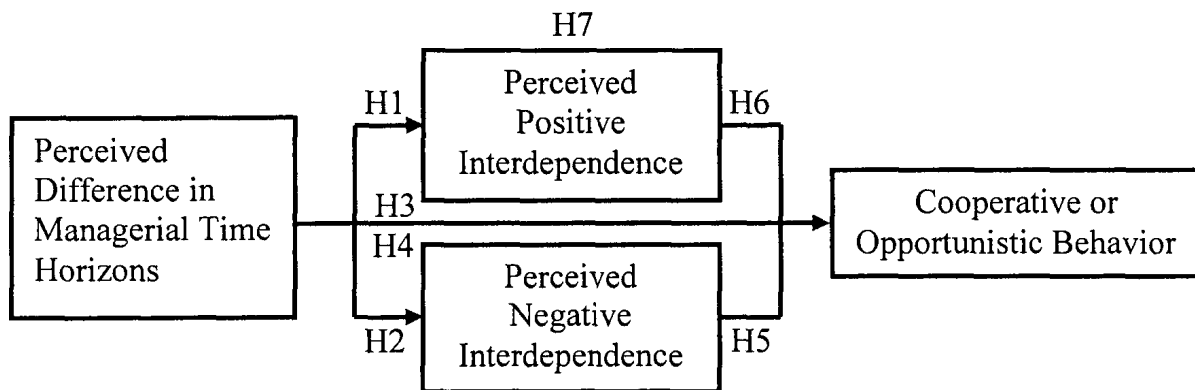 H7
Perceived
Difference in
Managerial Time
Horizons
H1
Perceived
Positive
Interdependence
H6
H3
H4
H2
Perceived
Negative
Interdependence
H5
Cooperative or
Opportunistic Behavior